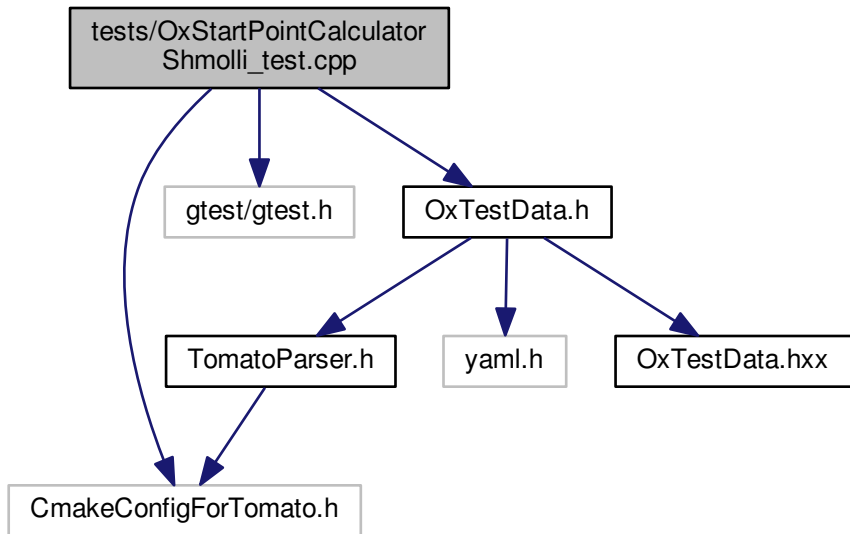 tests/OxStartPointCalculator
Shmolli_test.cpp
gtest/gtest.h
OxTestData.h
TomatoParser.h
yaml.h
OxTestData.hxx
CmakeConfigForTomato.h